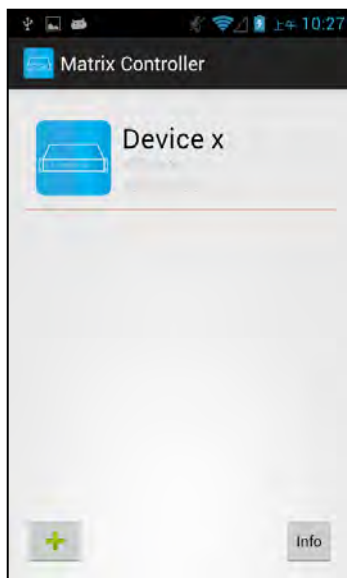 上午 10:27
Matrix Controller
Device x
Info